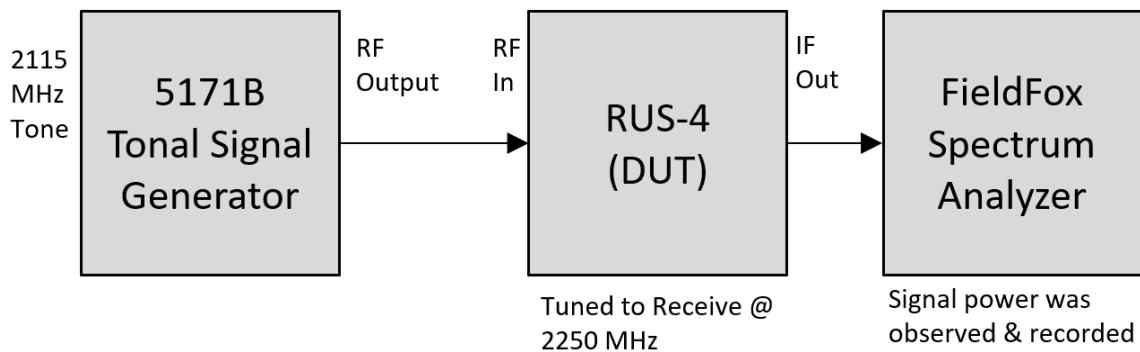 2115
MHz
Tone
5171B
Tonal Signal
Generator
RF
Output
RF
In
RUS-4
(DUT)
Tuned to Receive @
2250 MHz
IF
Out
FieldFox
Spectrum
Analyzer
Signal power was
observed & recorded